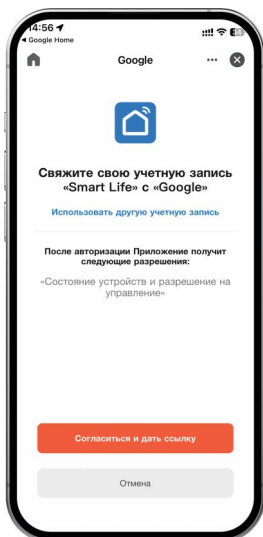 14:56
Google Home
Google
Свяжите свою учетную запись
«Smart Life» с «Google»
Использовать другую учетную запись
После авторизации Приложение получит
следующие разрешения:
«Состояние устройств и разрешение на
управление»
Согласиться и дать ссылку
Отмена